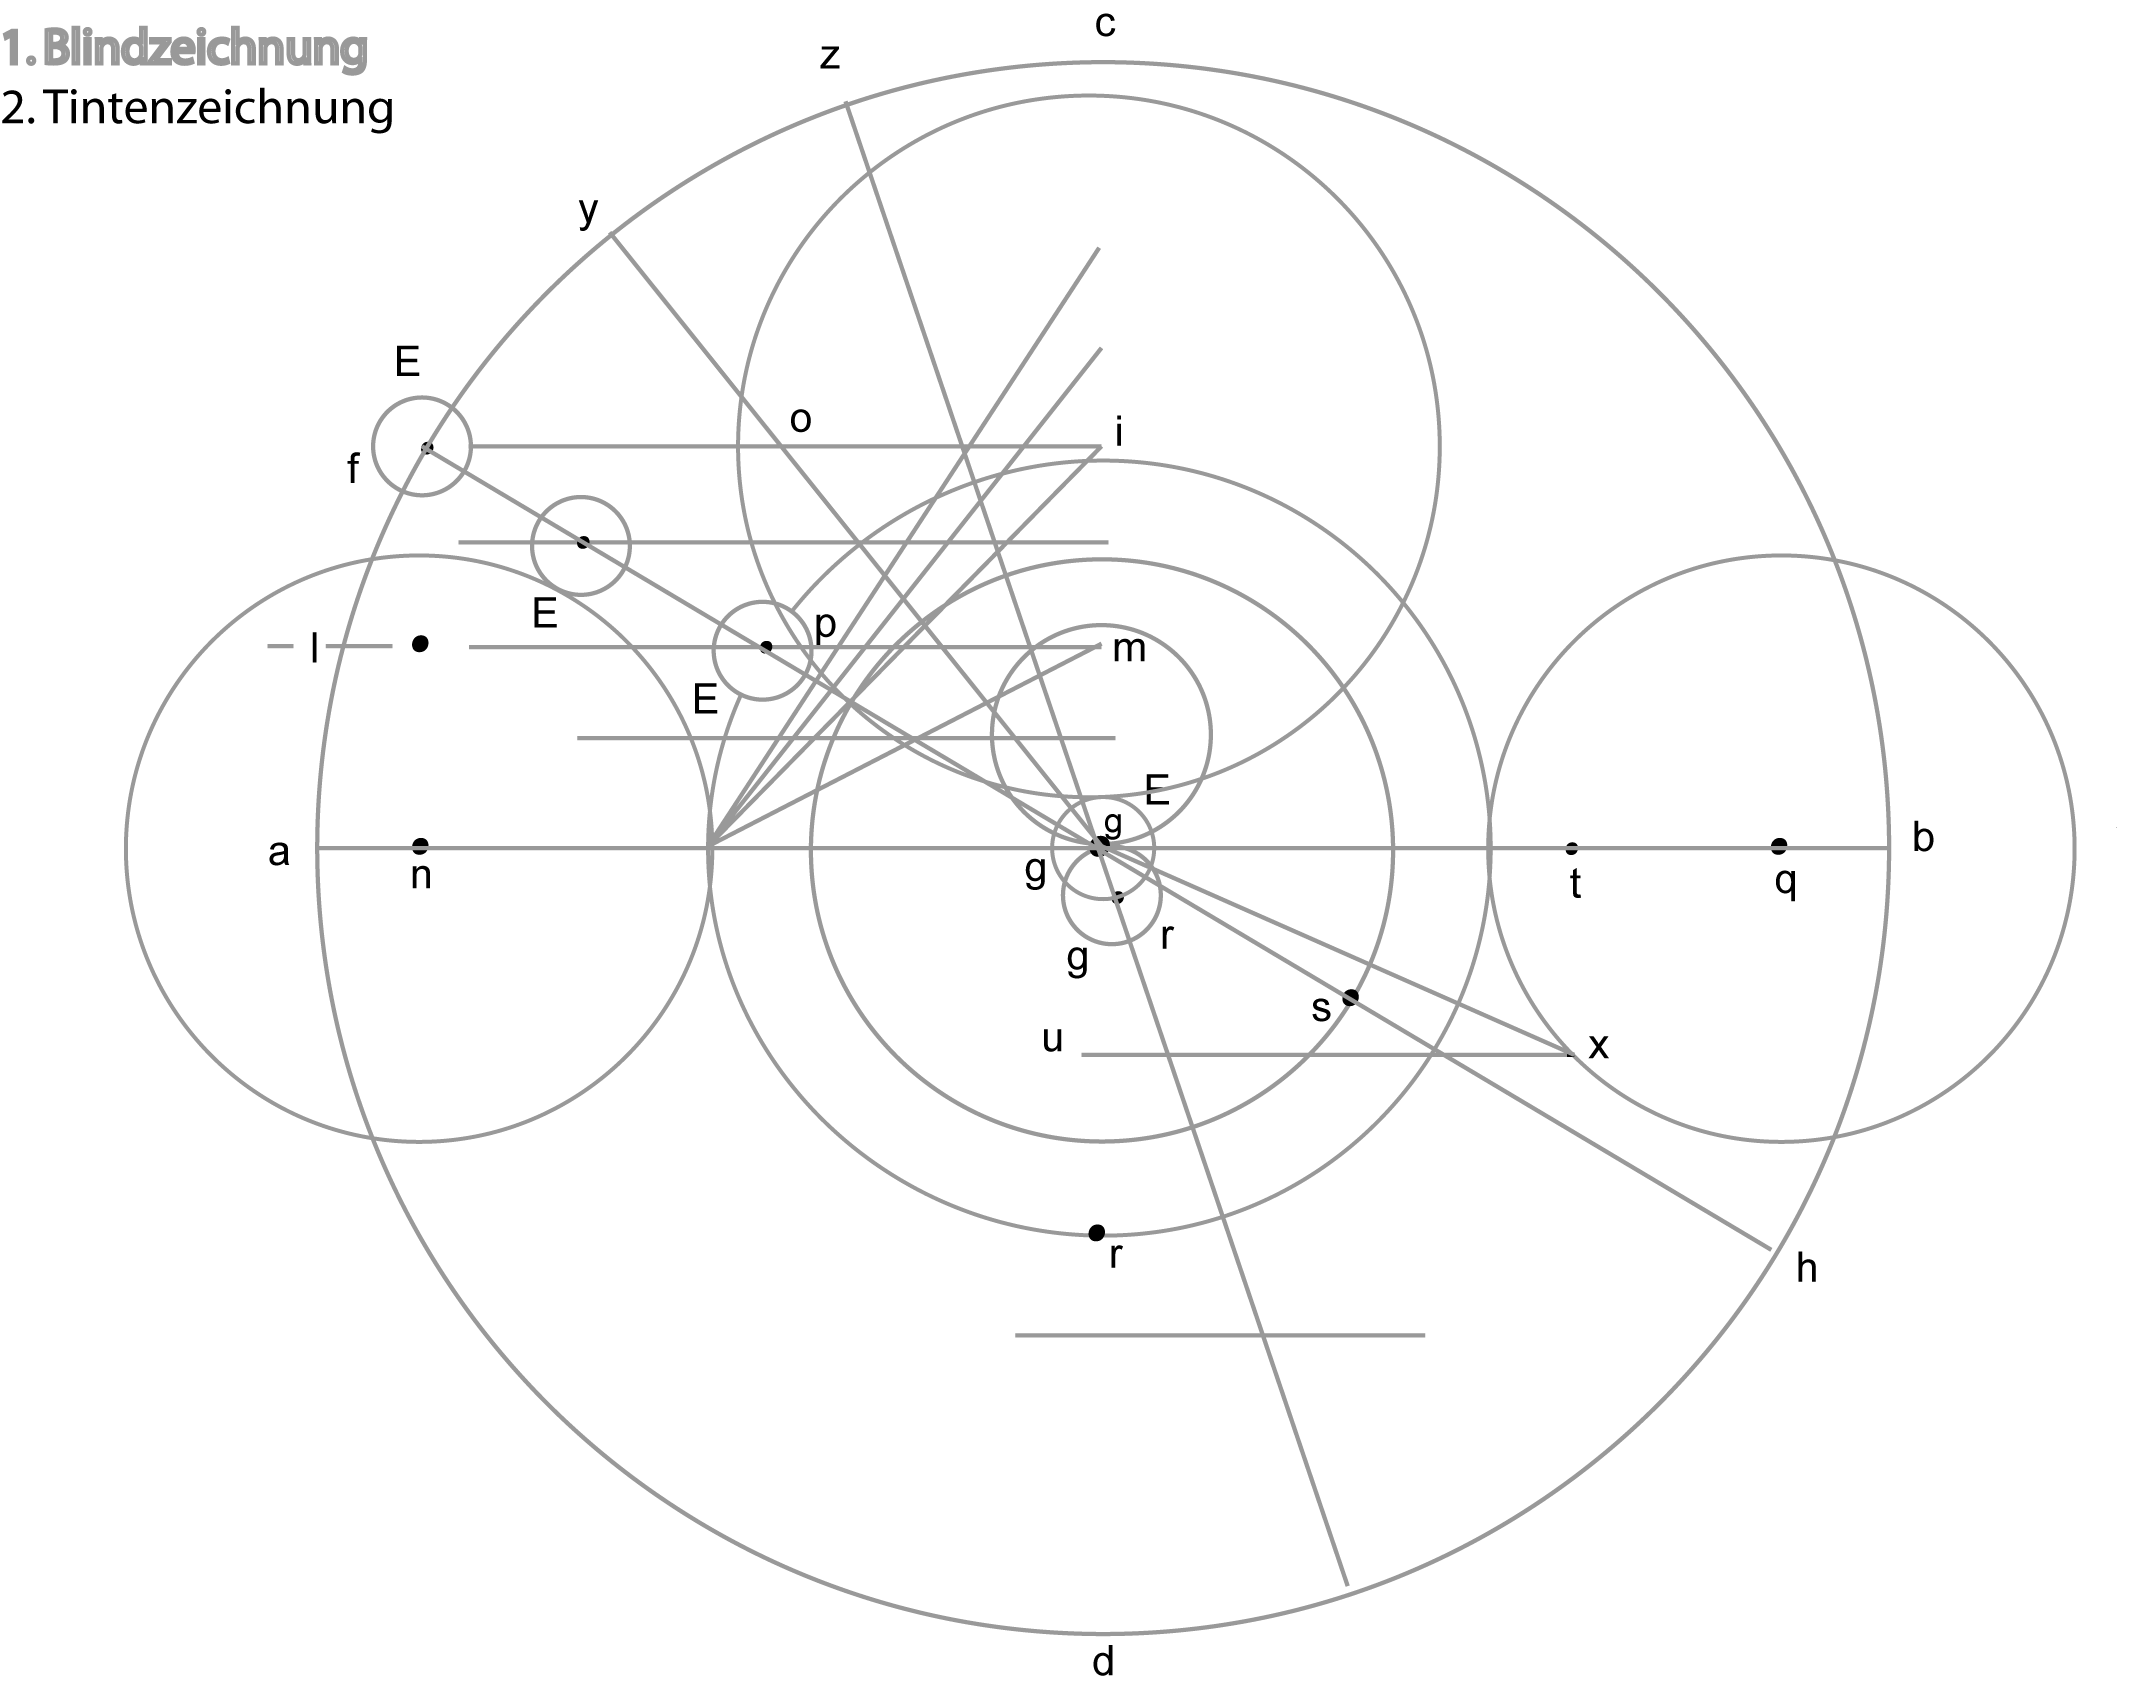 1. Blindzeichnung
2. Tintenzeichnung
c
z
y
E
o
i
f
p
E
l
m
E
E
g
a
b
n
g
t
q
r
g
s
u
x
r
h
d